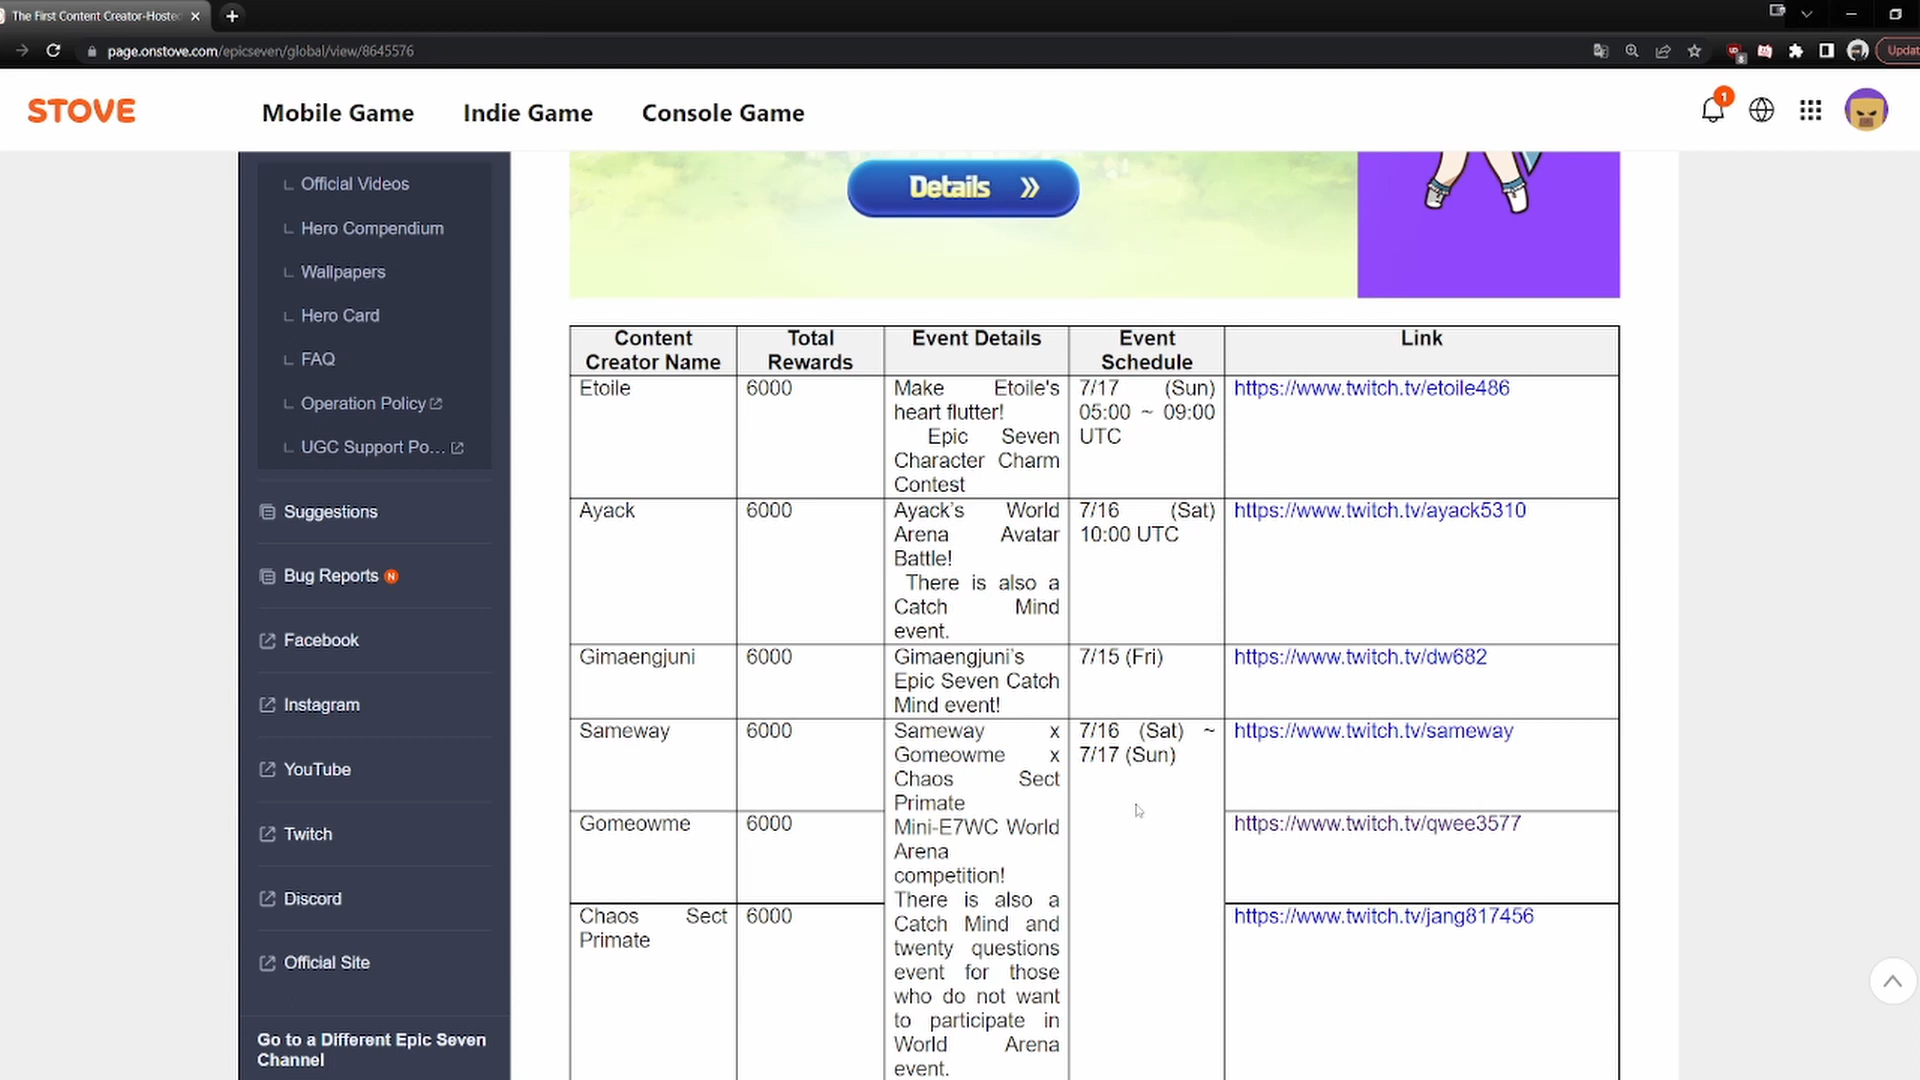 The First Content Creator-Hoste
page.onstove.com/epicseven/global/view/8645576
8
Updat
STOVE
Mobile Game
Indie Game
Console Game
1
Official Videos
Hero Compendium
Wallpapers
Hero Card
FAQ
Operation Policy
UGC Support Po...
Suggestions
Bug Reports N
Facebook
Instagram
YouTube
Twitch
Discord
Official Site
Go to a Different Epic Seven
Channel
Details »
Content
Creator Name
Total
Rewards
Event Details
Event
Schedule
Link
Etoile
6000
Make Etoile's
heart flutter!
Epic Seven
Character Charm
Contest
7/17 (Sun)
05:00 ~ 09:00
UTC
https://www.twitch.tv/etoile486
Ayack
6000
Ayack's World
Arena Avatar
Battle!
There is also a
Catch Mind
event.
7/16 (Sat)
10:00 UTC
https://www.twitch.tv/ayack5310
Gimaengjuni
6000
Gimaengjuni's
Epic Seven Catch
Mind event!
7/15 (Fri)
https://www.twitch.tv/dw682
Sameway
6000
Sameway x
Gomeowme x
Chaos Sect
Primate
Mini-E7WC World
Arena
competition!
There is also a
Catch Mind and
twenty questions
event for those
who do not want
to participate in
World Arena
event.
7/16 (Sat) ~
7/17 (Sun)
https://www.twitch.tv/sameway
Gomeowme
6000
https://www.twitch.tv/qwee3577
Chaos Sect
Primate
6000
https://www.twitch.tv/jang817456